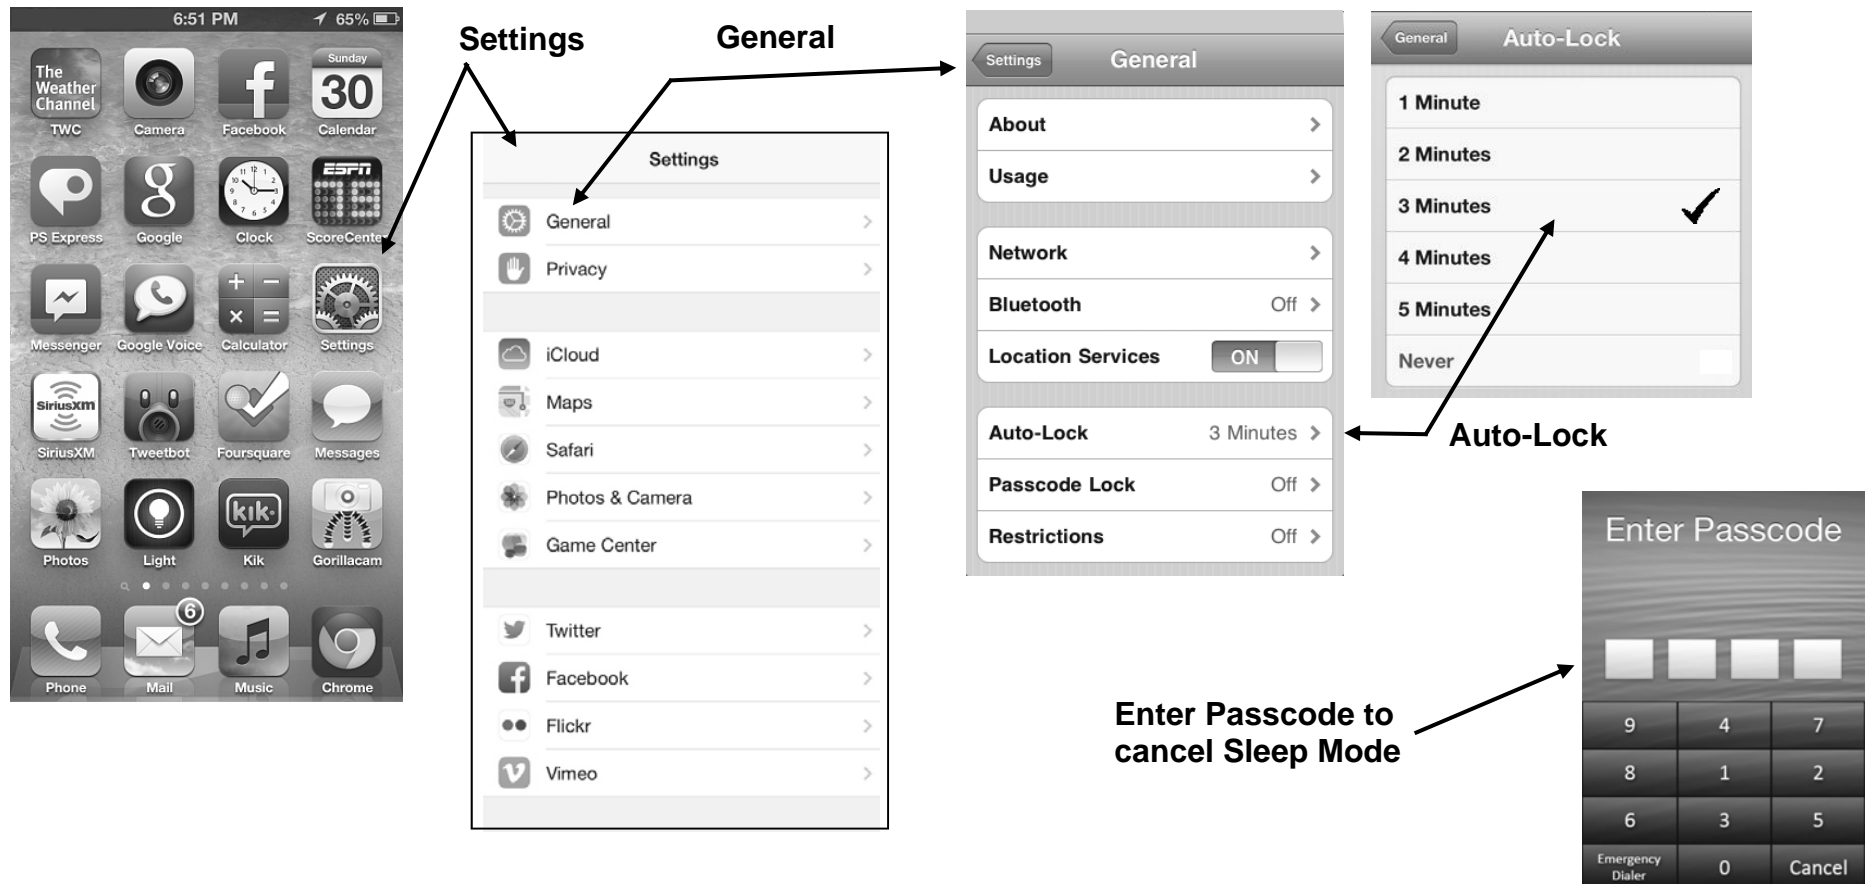 6:51 PM 65%
The
Weather
Channel
TWC Camera Facebook Calendar
Sunday
30
PS Express Google Clock ScoreCenter
ESPN
Messenger Google Voice Calculator Settings
SiriusXM
SiriusXM Tweetbot Foursquare Messages
kik
Photos Light Kik Gorillacam
6
Phone Mail Music Chrome
Settings
General
Settings
General
Privacy
iCloud
Maps
Safari
Photos & Camera
Game Center
Twitter
Facebook
Flickr
Vimeo
Settings General
About
Usage
Network
Bluetooth Off
Location Services ON
Auto-Lock 3 Minutes
Passcode Lock Off
Restrictions Off
General Auto-Lock
1 Minute
2 Minutes
3 Minutes
4 Minutes
5 Minutes
Never
Auto-Lock
Enter Passcode to
cancel Sleep Mode
Enter Passcode
9 4 7
8 1 2
6 3 5
Emergency
Dialer 0 Cancel